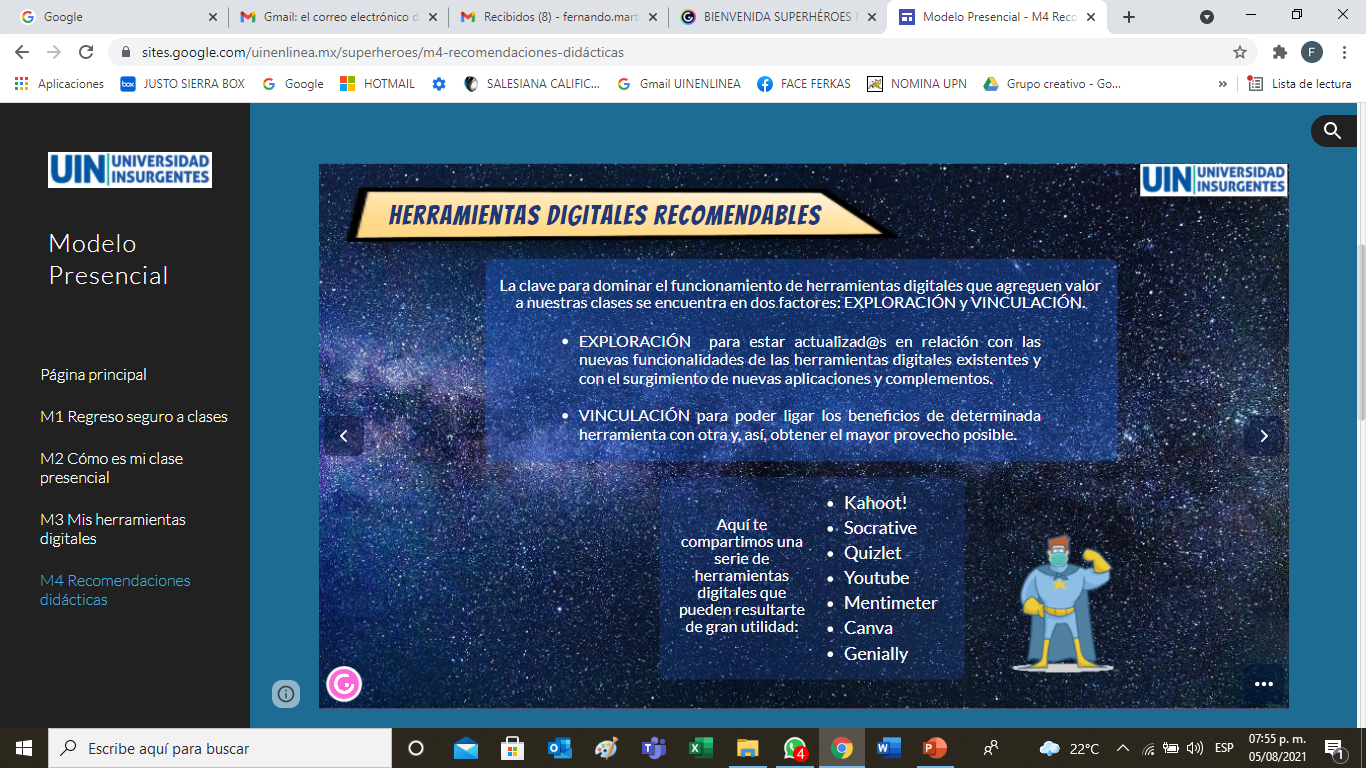 Google
Gmail: el correo electrónico d
Recibidos (8) - fernando.mart
BIENVENIDA SUPERHÉROES
Modelo Presencial - M4 Reco
sites.google.com/uinenlinea.mx/superheroes/m4-recomendaciones-didácticas
F
Aplicaciones
box
JUSTO SIERRA BOX
Google
HOTMAIL
SALESIANA CALIFIC...
Gmail UINENLINEA
FACE FERKAS
NOMINA UPN
Grupo creativo - Go...
»
Lista de lectura
UIN UNIVERSIDAD
INSURGENTES
Modelo
Presencial
Página principal
M1 Regreso seguro a clases
M2 Cómo es mi clase
presencial
M3 Mis herramientas
digitales
M4 Recomendaciones
didácticas
UIN UNIVERSIDAD
INSURGENTES
HERRAMIENTAS DIGITALES RECOMENDABLES
La clave para dominar el funcionamiento de herramientas digitales que agreguen valor
a nuestras clases se encuentra en dos factores: EXPLORACIÓN y VINCULACIÓN.
• EXPLORACIÓN para estar actualizad@s en relación con las
nuevas funcionalidades de las herramientas digitales existentes y
con el surgimiento de nuevas aplicaciones y complementos.
• VINCULACIÓN para poder ligar los beneficios de determinada
herramienta con otra y, así, obtener el mayor provecho posible.
Aquí te
compartimos una
serie de
herramientas
digitales que
pueden resultarte
de gran utilidad:
• Kahoot!
• Socrative
• Quizlet
• Youtube
• Mentimeter
• Canva
• Genially
Escribe aquí para buscar
4
22°C
ESP
07:55 p. m.
05/08/2021
1